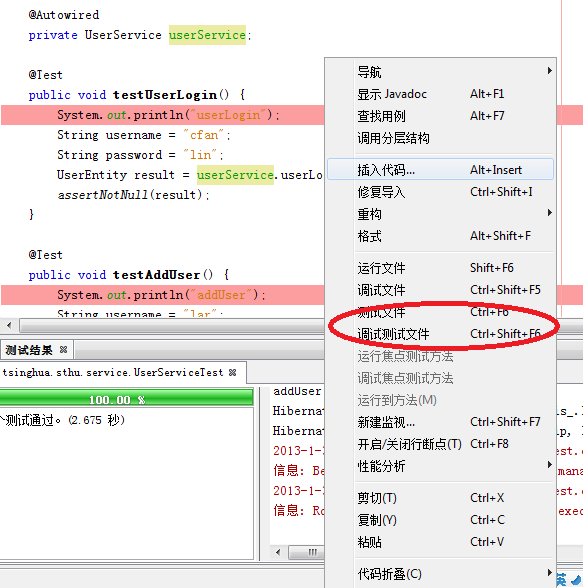 @Autowired
private UserService userService;
@Test
public void testUserLogin() {
System.out.println("userLogin");
String username = "cfan";
String password = "lin";
UserEntity result = userService.userLo
assertNotNull(result);
}
@Test
public void testAddUser() {
System.out.println("addUser");
String username = "lar";
导航
显示 Javadoc Alt+F1
查找用例 Alt+F7
调用分层结构
插入代码... Alt+Insert
修复导入 Ctrl+Shift+I
重构
格式 Alt+Shift+F
运行文件 Shift+F6
调试文件 Ctrl+Shift+F5
测试文件 Ctrl+F6
调试测试文件 Ctrl+Shift+F6
运行焦点测试方法
调试焦点测试方法
运行到方法(M)
新建监视... Ctrl+Shift+F7
开启/关闭行断点(T) Ctrl+F8
性能分析
剪切(T) Ctrl+X
复制(Y) Ctrl+C
粘贴 Ctrl+V
代码折叠(C)
测试结果
tsinghua.sthu.service.UserServiceTest
100.00 %
测试通过。(2.675 秒)
addUser
Hibernat s_.
Hibernat p,
2013-1-2 est.
信息: Be mana
2013-1-2 est.
信息: Ro exec
英